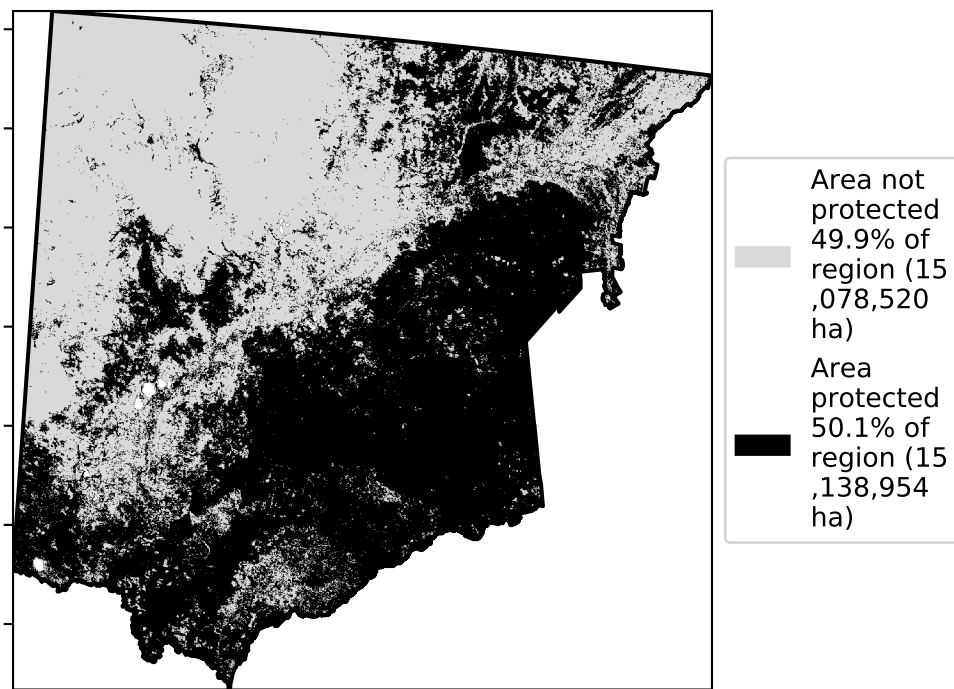 Area not
protected
49.9% of
region (15
,078,520
ha)
Area
protected
50.1% of
region (15
,138,954
ha)